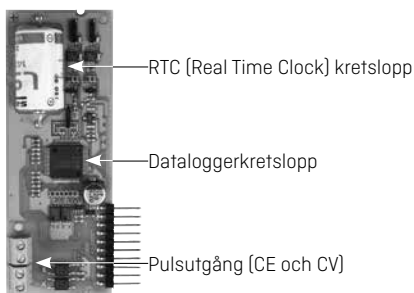 RTC (Real Time Clock) kretslopp
Dataloggerkretslopp
Pulsutgång (CE och CV)